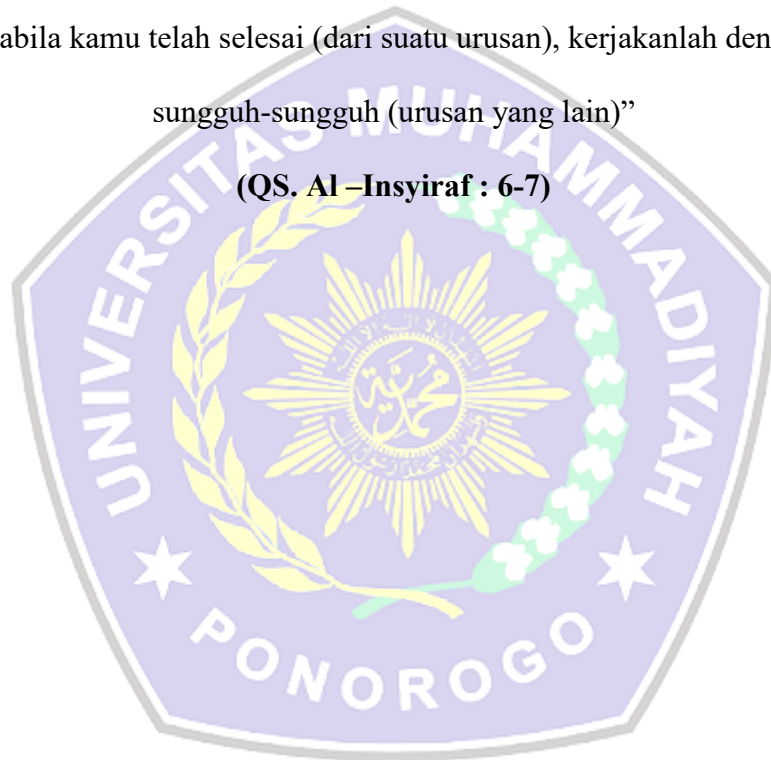 abila kamu telah selesai (dari suatu urusan), kerjakanlah den
sungguh-sungguh (urusan yang lain)”
(QS. Al –Insyiraf : 6-7)
UNIVERSITAS MUHAMMADIYAH
محمدية
PONOROGO